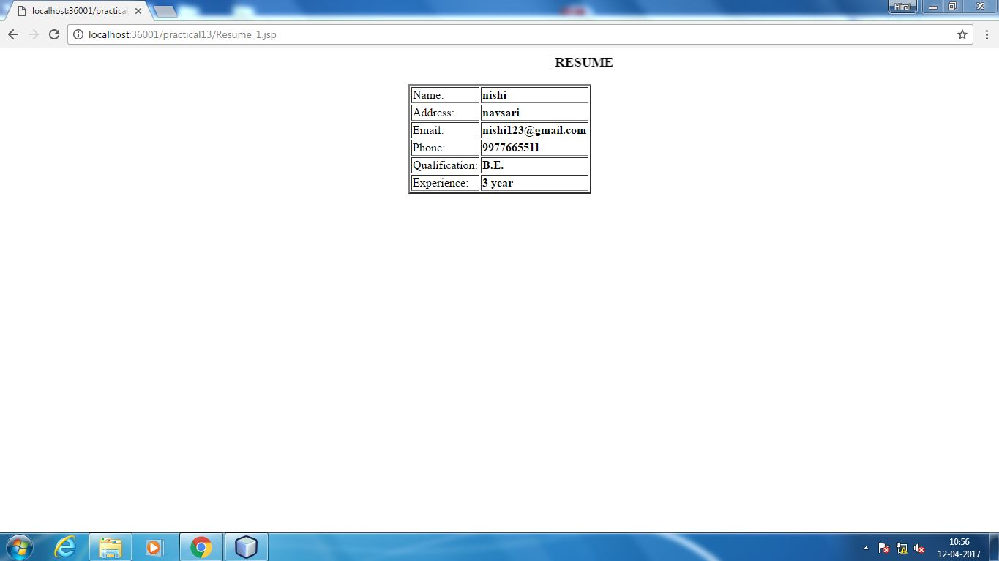 localhost:36001/practical
Hiral
localhost:36001/practical13/Resume_1.jsp
RESUME
Name: nishi
Address: navsari
Email: nishi123@gmail.com
Phone: 9977665511
Qualification: B.E.
Experience: 3 year
10:56
12-04-2017